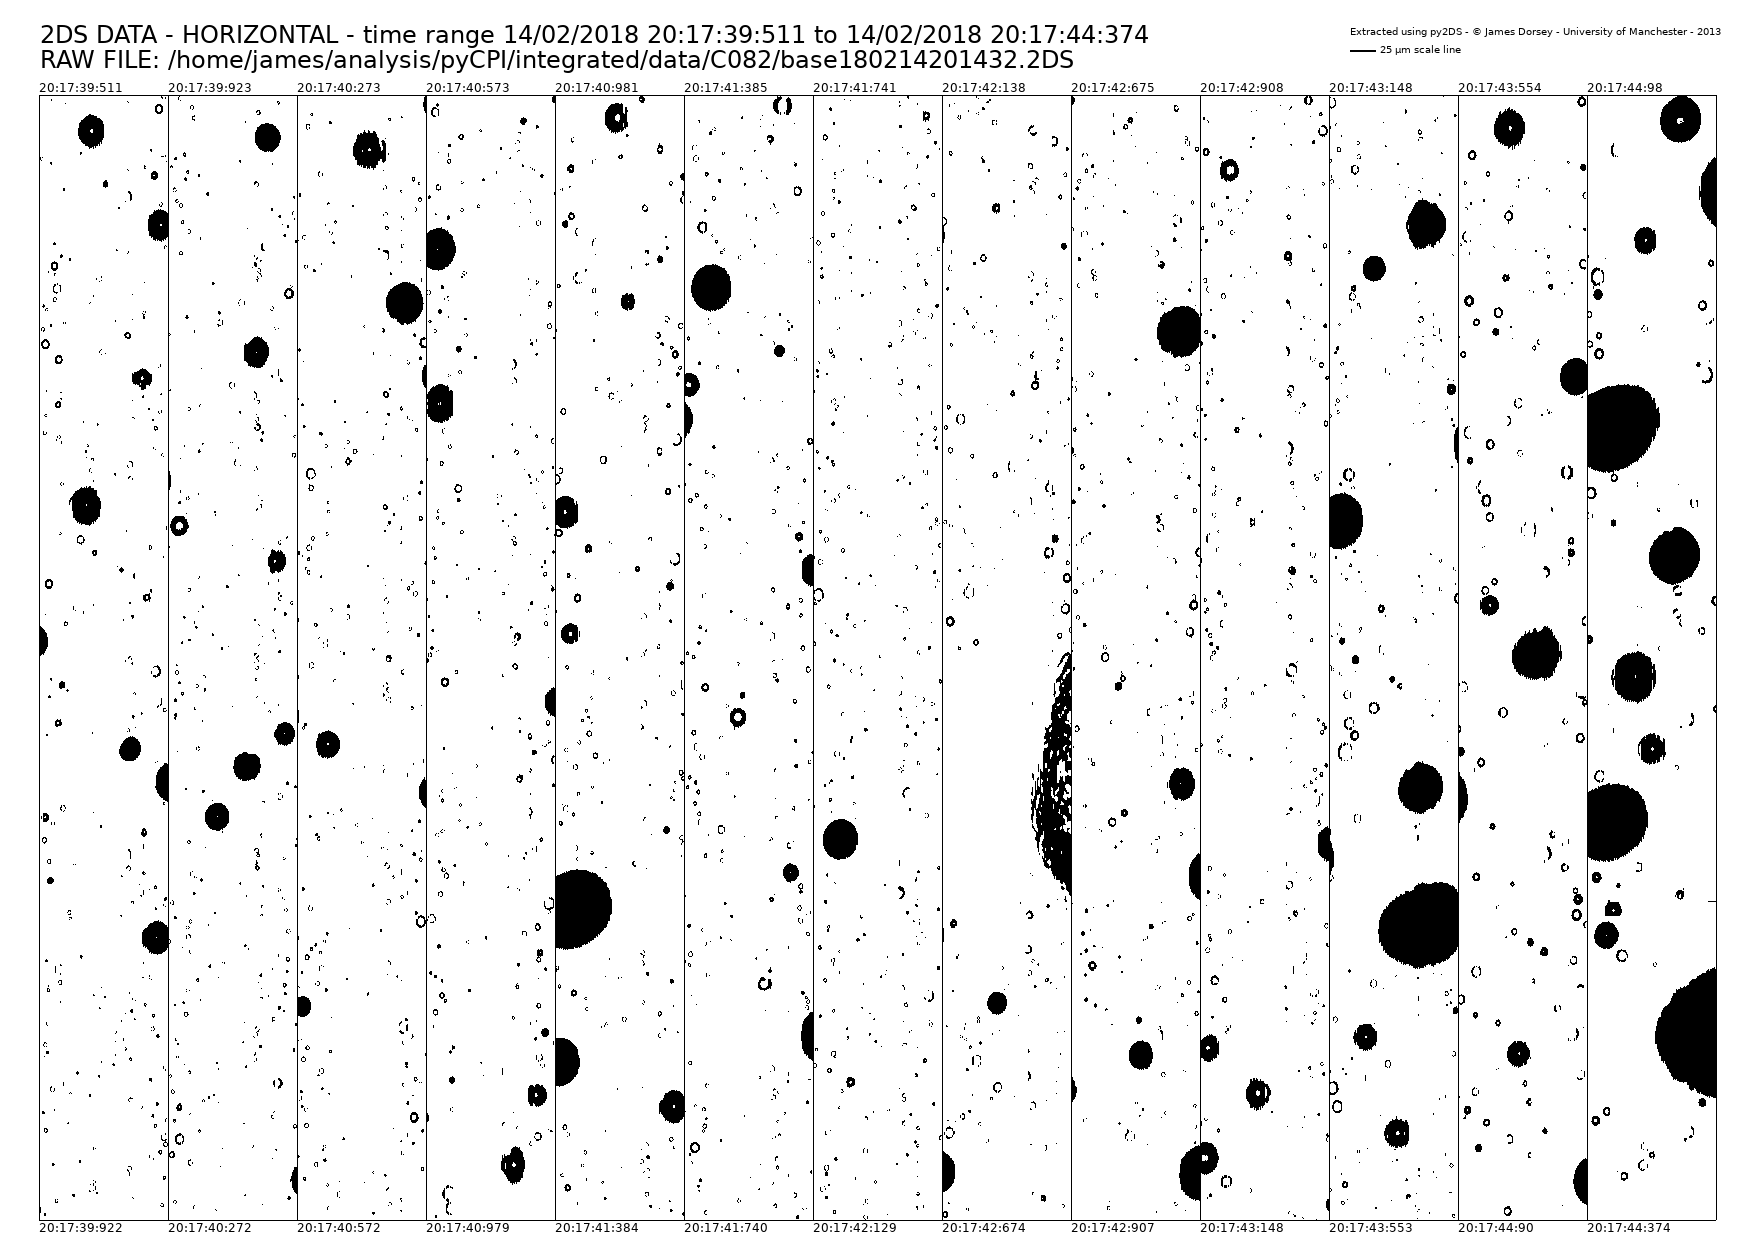 2DS DATA - HORIZONTAL - time range 14/02/2018 20:17:39:511 to 14/02/2018 20:17:44:374
RAW FILE: /home/james/analysis/pyCPI/integrated/data/C082/base180214201432.2DS
Extracted using py2DS - © James Dorsey - University of Manchester - 2013
25 µm scale line
20:17:39:511 20:17:39:923 20:17:40:273 20:17:40:573 20:17:40:981 20:17:41:385 20:17:41:741 20:17:42:138 20:17:42:675 20:17:42:908 20:17:43:148 20:17:43:554 20:17:44:98
20:17:39:922 20:17:40:272 20:17:40:572 20:17:40:979 20:17:41:384 20:17:41:740 20:17:42:129 20:17:42:674 20:17:42:907 20:17:43:148 20:17:43:553 20:17:44:90 20:17:44:374